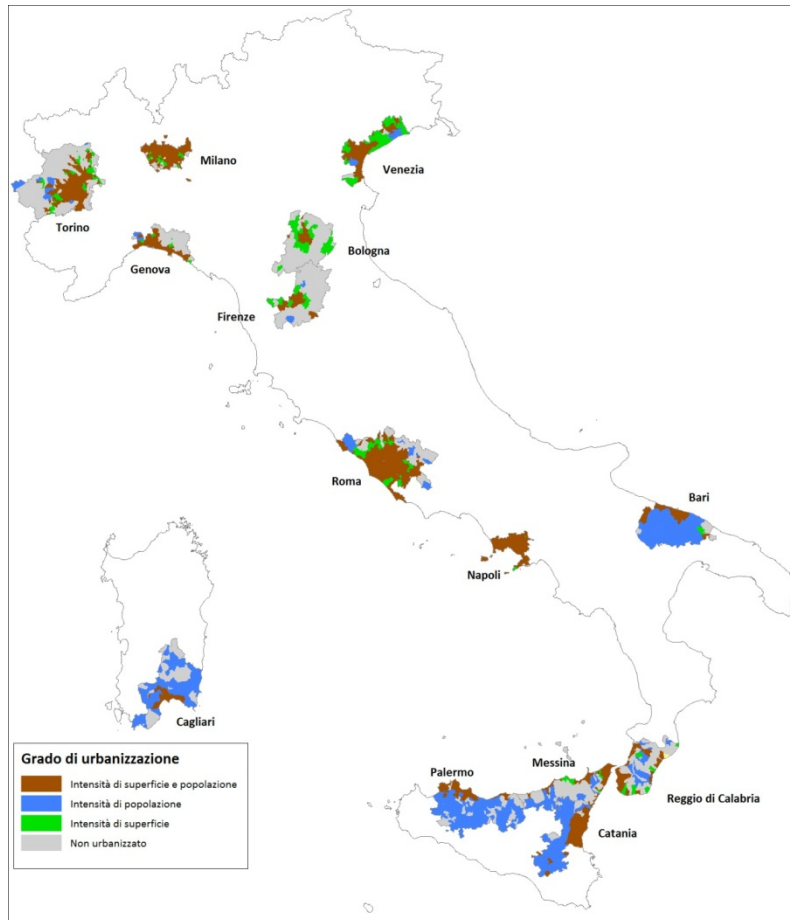 Milano
Venezia
Torino
Bologna
Genova
Firenze
Roma
Bari
Napoli
Cagliari
Grado di urbanizzazione
Intensità di superficie e popolazione
Intensità di popolazione
Intensità di superficie
Non urbanizzato
Messina
Palermo
Reggio di Calabria
Catania